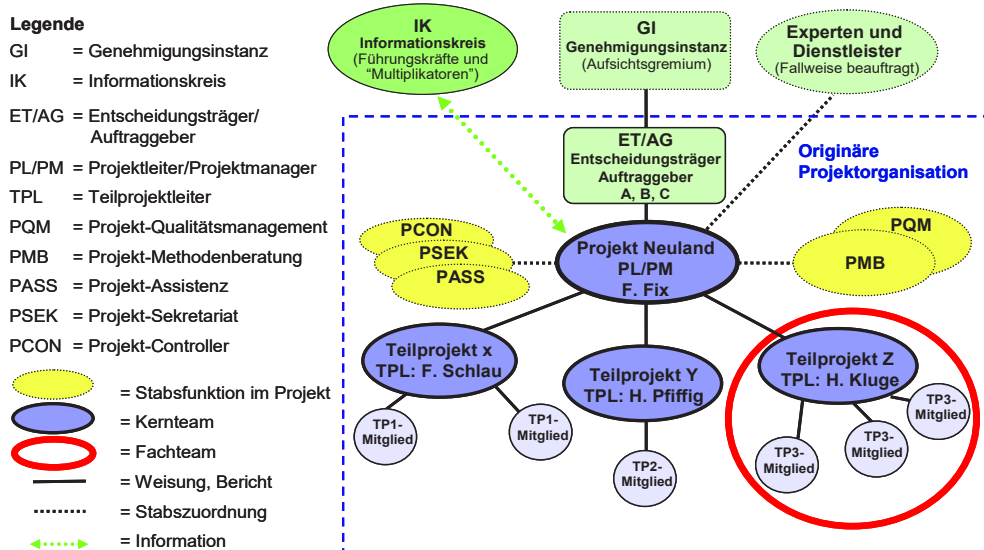 Legende
GI = Genehmigungsinstanz
IK = Informationskreis
ET/AG = Entscheidungsträger/
Auftraggeber
PL/PM = Projektleiter/Projektmanager
TPL = Teilprojektleiter
PQM = Projekt-Qualitätsmanagement
PMB = Projekt-Methodenberatung
PASS = Projekt-Assistenz
PSEK = Projekt-Sekretariat
PCON = Projekt-Controller
= Stabsfunktion im Projekt
= Kernteam
= Fachteam
= Weisung, Bericht
= Stabszuordnung
= Information
IK
Informationskreis
(Führungskräfte und
“Multiplikatoren”)
GI
Genehmigungsinstanz
(Aufsichtsgremium)
Experten und
Dienstleister
(Fallweise beauftragt)
ET/AG
Entscheidungsträger
Auftraggeber
A, B, C
Originäre
Projektorganisation
PCON
PSEK
PASS
Projekt Neuland
PL/PM
F. Fix
PQM
PMB
Teilprojekt x
TPL: F. Schlau
TP1-
Mitglied
TP1-
Mitglied
Teilprojekt Y
TPL: H. Pfiffig
TP2-
Mitglied
Teilprojekt Z
TPL: H. Kluge
TP3-
Mitglied
TP3-
Mitglied
TP3-
Mitglied